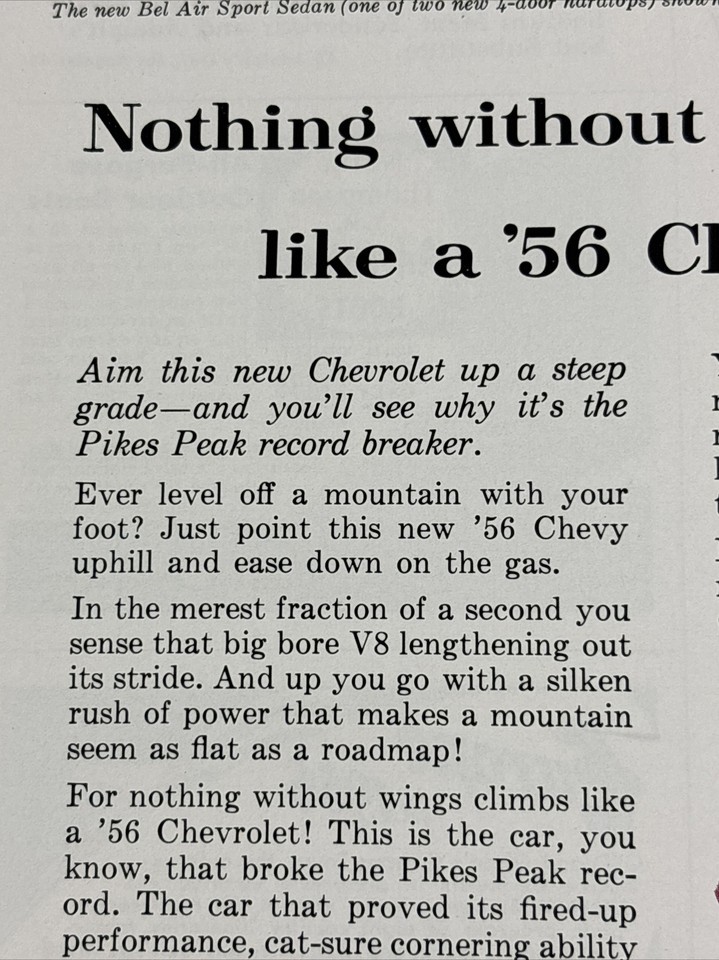 The new Bel Air Sport Sedan (one of two new 4-door hardtops)
Nothing without
like a ’56
Aim this new Chevrolet up a steep
grade—and you’ll see why it’s the
Pikes Peak record breaker.
Ever level off a mountain with your
foot? Just point this new ’56 Chevy
uphill and ease down on the gas.
In the merest fraction of a second you
sense that big bore V8 lengthening out
its stride. And up you go with a silken
rush of power that makes a mountain
seem as flat as a roadmap!
For nothing without wings climbs like
a ’56 Chevrolet! This is the car, you
know, that broke the Pikes Peak rec-
ord. The car that proved its fired-up
performance, cat-sure cornering ability